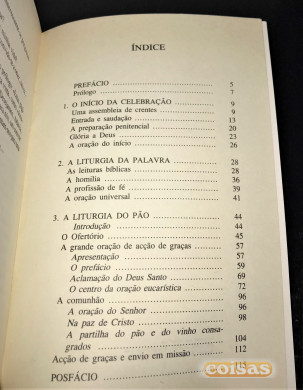 ÍNDICE
PREFÁCIO ........ 5
Prólogo ........ 7
1. O INÍCIO DA CELEBRAÇÃO ........ 9
Uma assembleia de crentes ........ 9
Entrada e saudação ........ 13
A preparação penitencial ........ 20
Glória a Deus ........ 23
A oração do início ........ 26
2. A LITURGIA DA PALAVRA ........ 28
As leituras bíblicas ........ 28
A homilia ........ 36
A profissão de fé ........ 39
A oração universal ........ 41
3. A LITURGIA DO PÃO ........ 44
Introdução ........ 44
O Ofertório ........ 45
A grande oração de acção de graças ........ 57
Apresentação ........ 57
O prefácio ........ 59
Aclamação do Deus Santo ........ 69
O centro da oração eucarística ........ 72
A comunhão ........ 96
A oração do Senhor ........ 96
Na paz de Cristo ........ 98
A partilha do pão e do vinho consa-
grados ........ 104
Acção de graças e envio em missão ........ 112
POSFÁCIO ........
coisas